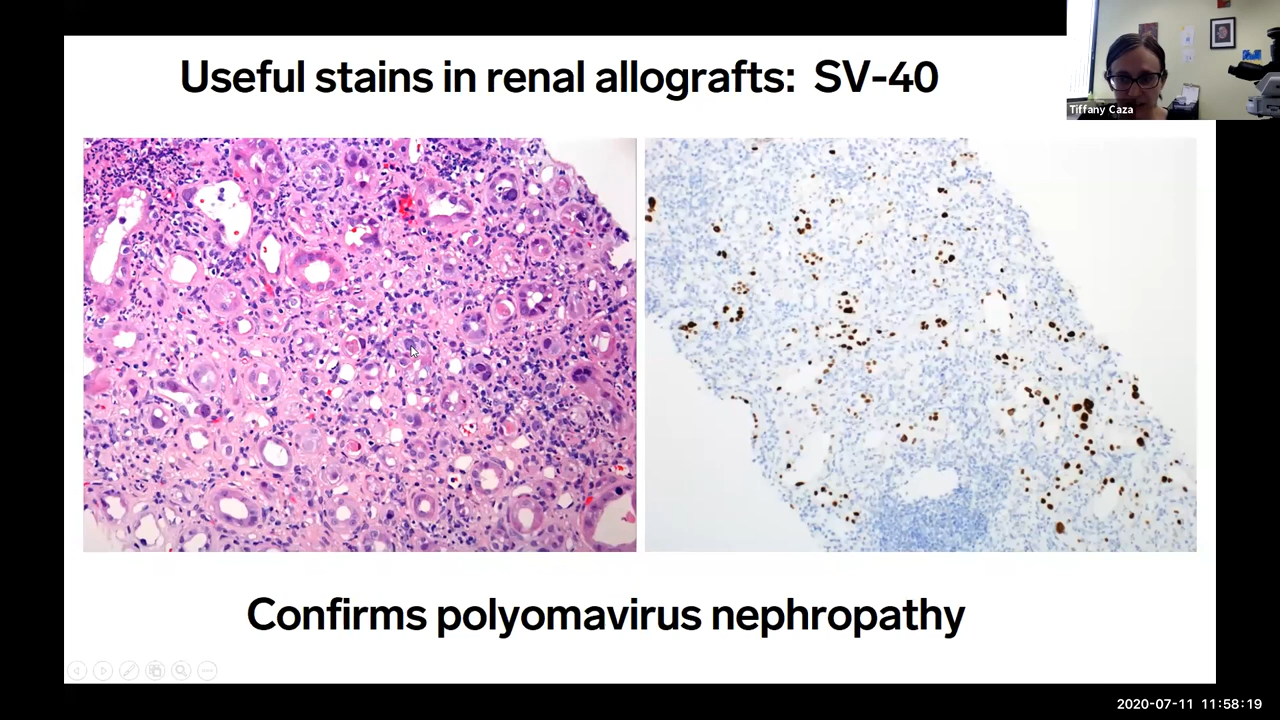 Useful stains in renal allografts:  SV-40
Tiffany Caza
Confirms polyomavirus nephropathy
2020-07-11 11:58:19